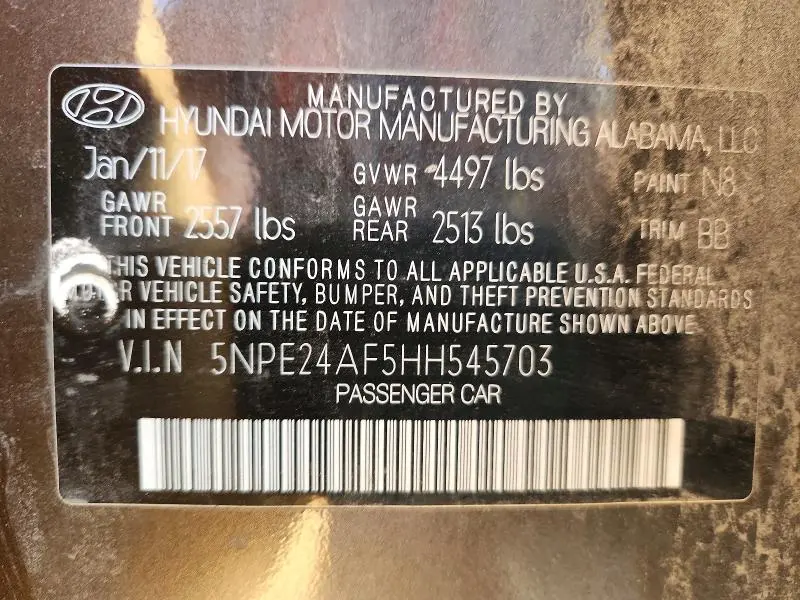 MANUFACTURED BY
HYUNDAI MOTOR MANUFACTURING ALABAMA, LLC
Jan/11/17 GVWR 4497 lbs PAINT N8
GAWR FRONT 2557 lbs GAWR REAR 2513 lbs TRIM BB
THIS VEHICLE CONFORMS TO ALL APPLICABLE U.S.A. FEDERAL
MOTOR VEHICLE SAFETY, BUMPER, AND THEFT PREVENTION STANDARDS
IN EFFECT ON THE DATE OF MANUFACTURE SHOWN ABOVE.
V.I.N 5NPE24AF5HH545703
PASSENGER CAR